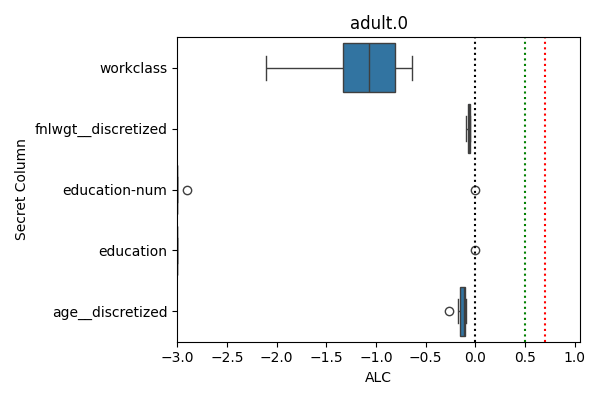 adult.0
Secret Column
workclass
fnlwgt__discretized
education-num
education
age__discretized
−3.0 −2.5 −2.0 −1.5 −1.0 −0.5 0.0 0.5 1.0
ALC